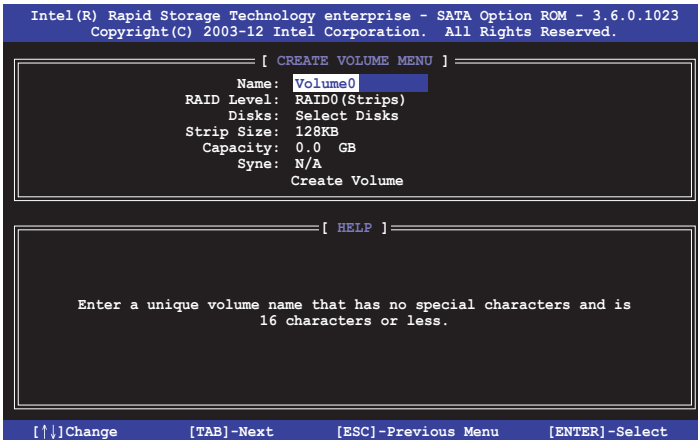 Intel(R) Rapid Storage Technology enterprise - SATA Option ROM - 3.6.0.1023
Copyright(C) 2003-12 Intel Corporation. All Rights Reserved.
[ CREATE VOLUME MENU ]
Name: Volume0
RAID Level: RAID0(Strips)
Disks: Select Disks
Strip Size: 128KB
Capacity: 0.0 GB
Syne: N/A
Create Volume
[ HELP ]
Enter a unique volume name that has no special characters and is
16 characters or less.
[↑↓]Change [TAB]-Next [ESC]-Previous Menu [ENTER]-Select